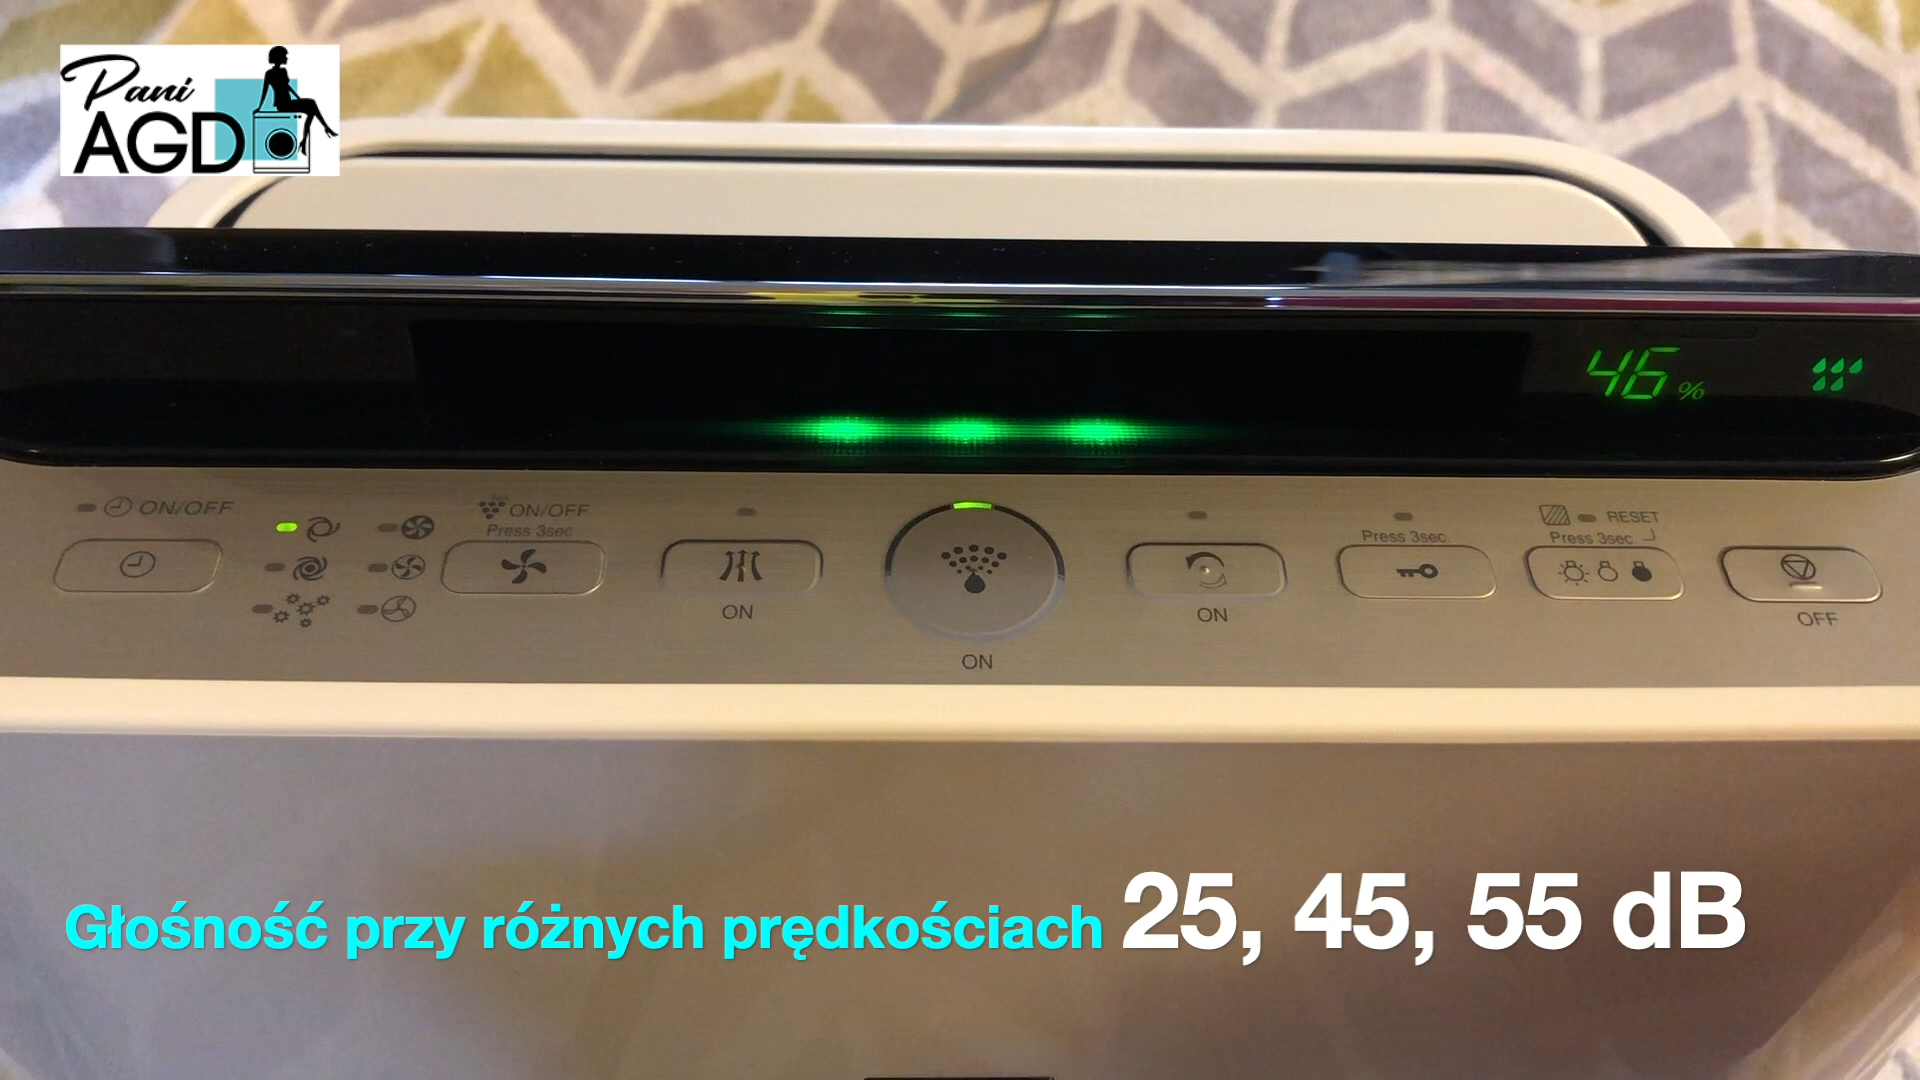 Pani
AGD
46 %
ON/OFF
ON/OFF
Press 3sec
ON
ON
ON
Press 3sec.
RESET
Press 3sec.
OFF
Głośność przy różnych prędkościach 25, 45, 55 dB